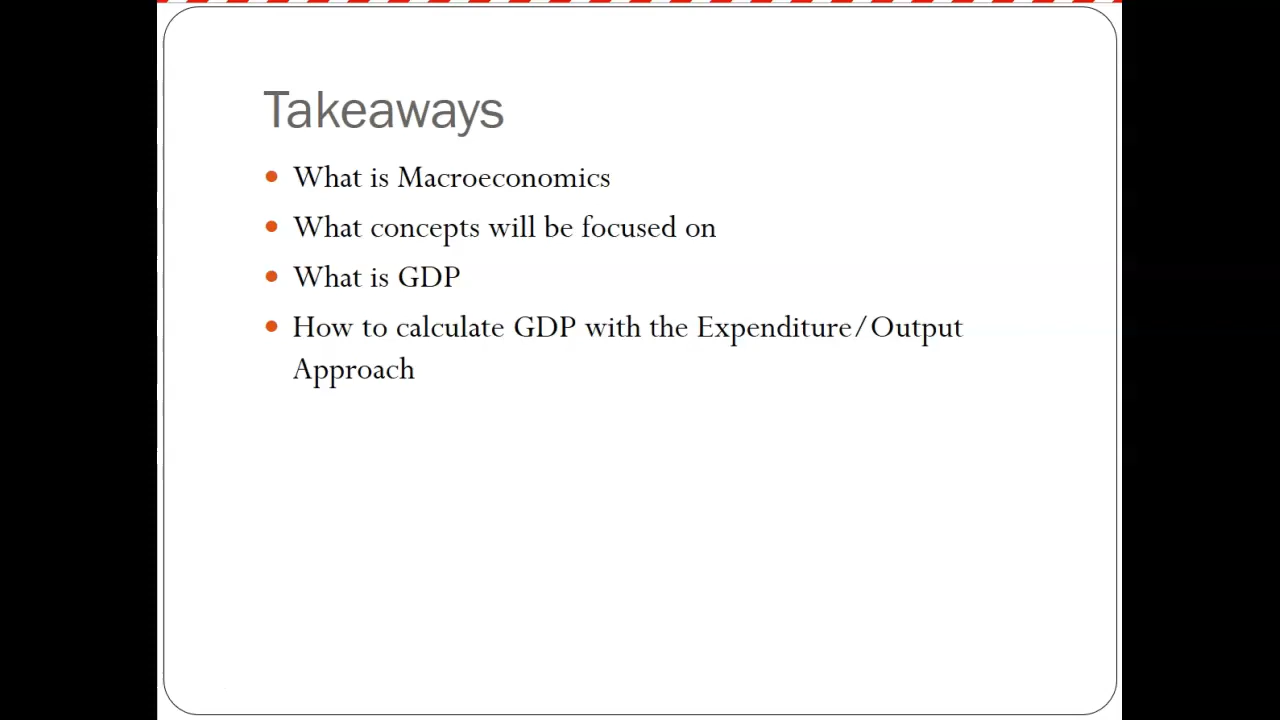 Takeaways
What is Macroeconomics
What concepts will be focused on
What is GDP
How to calculate GDP with the Expenditure/Output
Approach